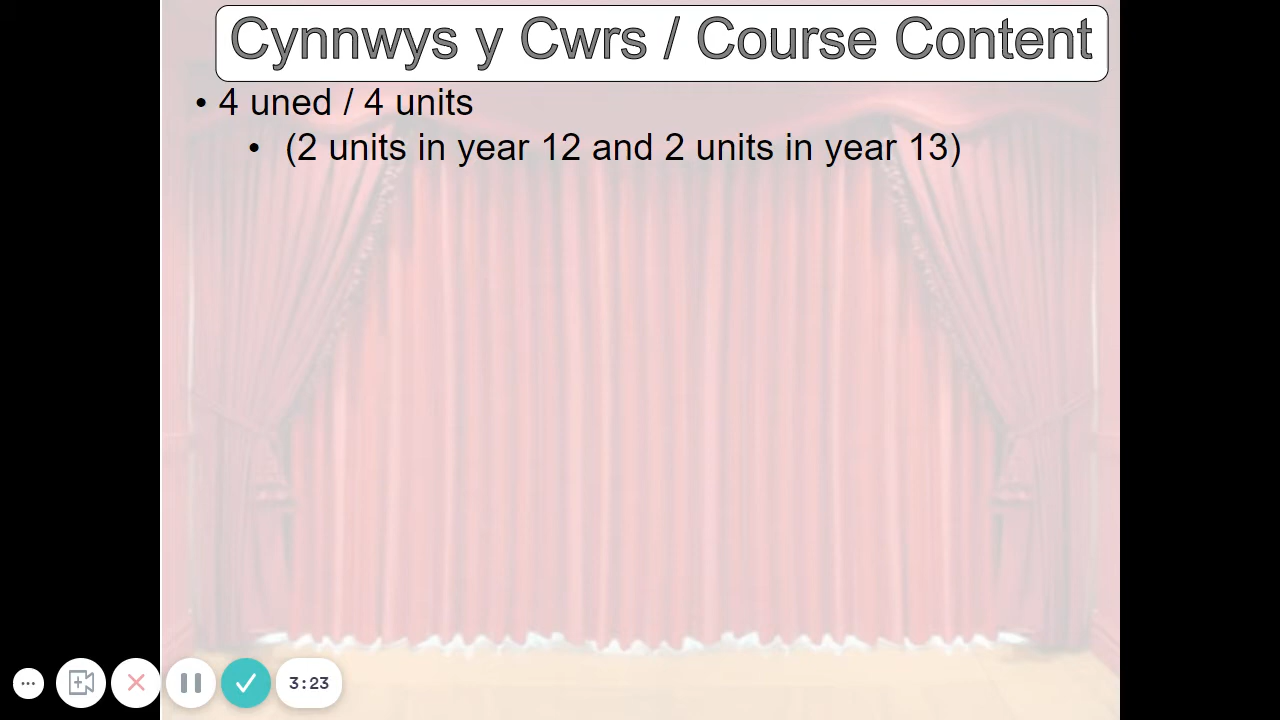 Cynnwys y Cwrs / Course Content
• 4 uned / 4 units
• (2 units in year 12 and 2 units in year 13)
3:23